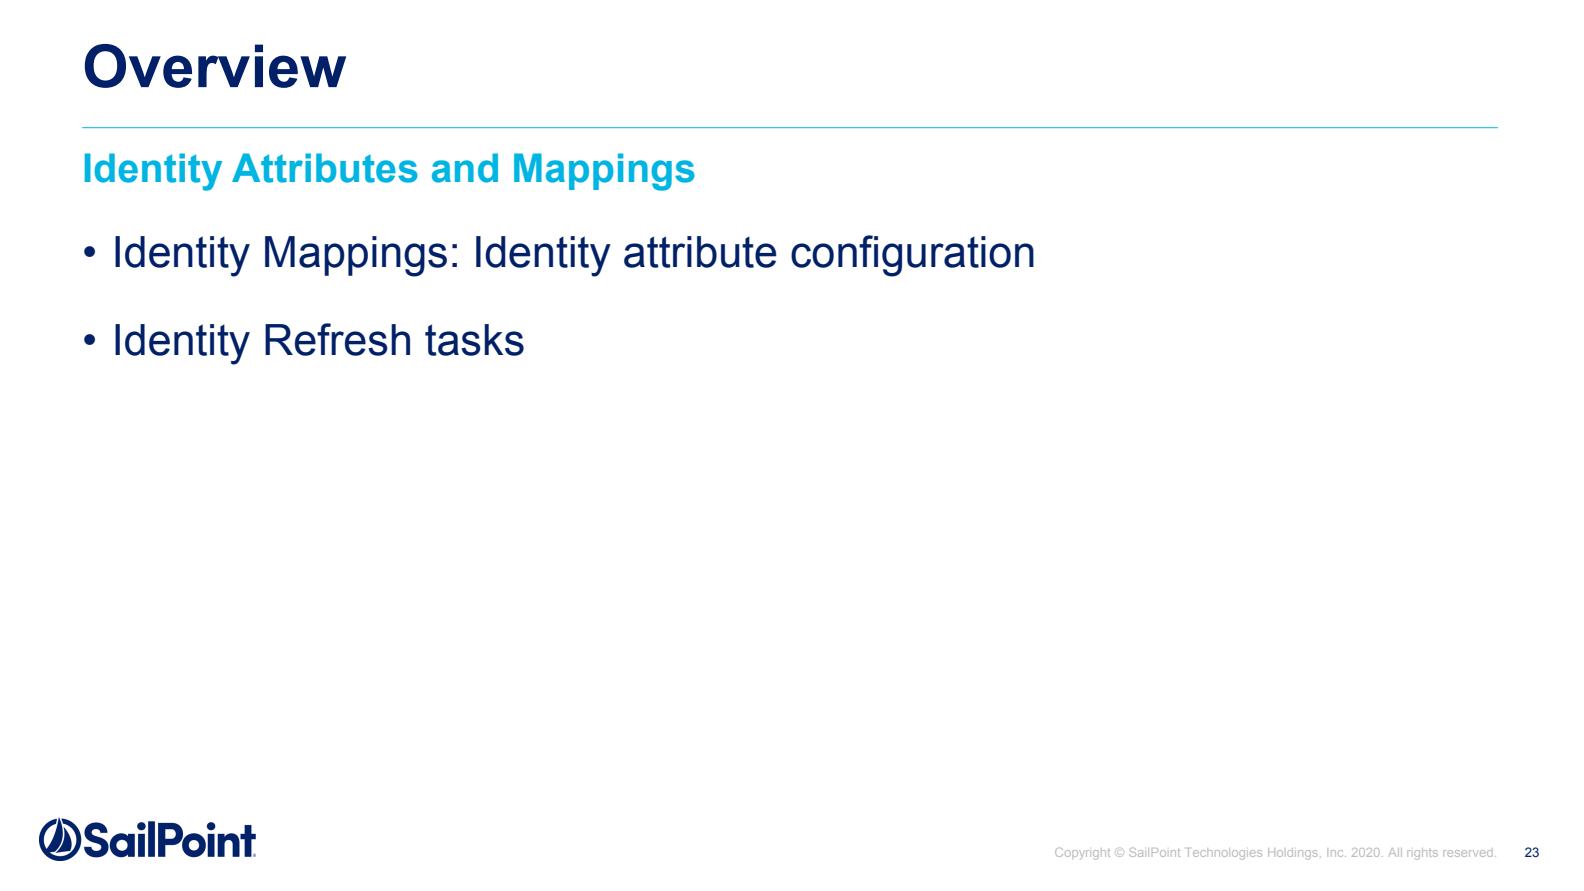 Overview
Identity Attributes and Mappings
• Identity Mappings: Identity attribute configuration
• Identity Refresh tasks
SailPoint
Copyright © SailPoint Technologies Holdings, Inc. 2020. All rights reserved. 23